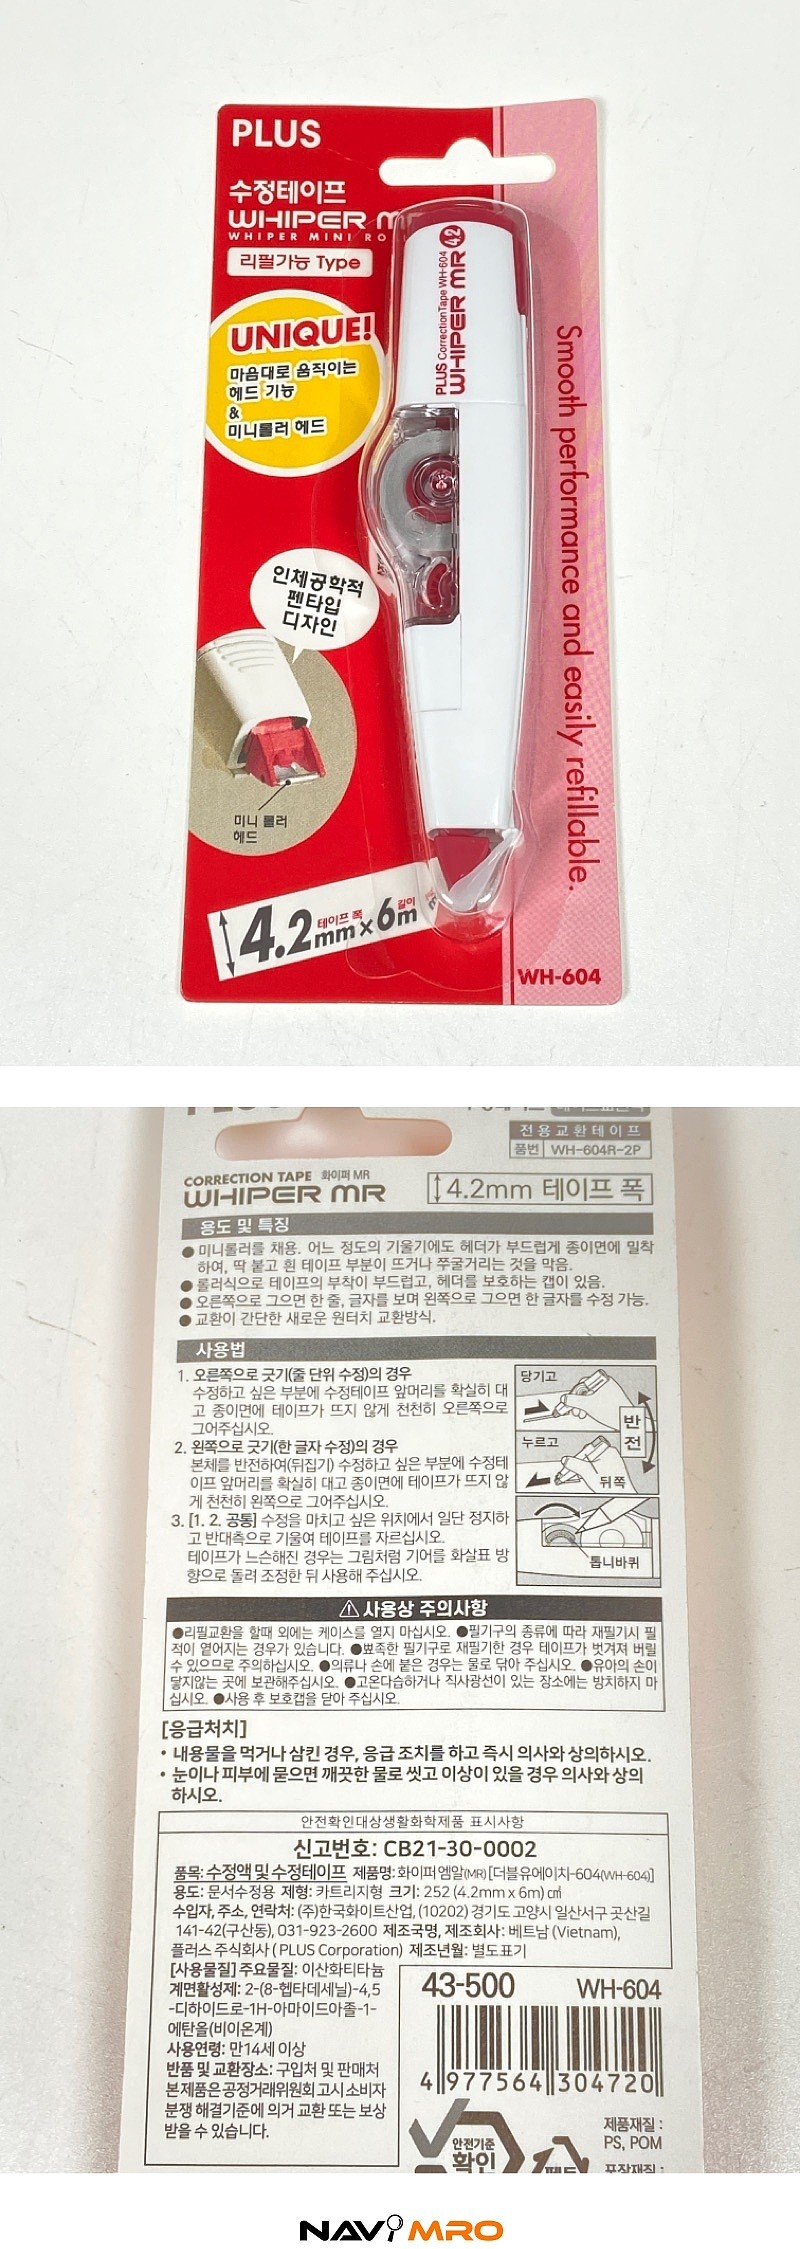 PLUS
수정테이프
WHIPER M
WHIPER MINI RO
리필가능 Type
UNIQUE!
마음대로 움직이는
헤드 기능
&
미니롤러 헤드
PLUS Correction Tape WH-604
WHIPER MR 4.2
Smooth performance and easily refillable.
인체공학적
펜타입
디자인
미니 롤러
헤드
4.2mm x 6m
테이프 폭
길이
WH-604
전용교환테이프
품번 WH-604R-2P
CORRECTION TAPE 화이퍼 MR
WHIPER MR
4.2mm 테이프 폭
용도 및 특징
● 미니롤러를 채용. 어느 정도의 기울기에도 헤더가 부드럽게 종이면에 밀착
하여, 딱 붙고 흰 테이프 부분이 뜨거나 쭈굴거리는 것을 막음.
● 롤러식으로 테이프의 부착이 부드럽고, 헤더를 보호하는 캡이 있음.
● 오른쪽으로 그으면 한 줄, 글자를 보며 왼쪽으로 그으면 한 글자를 수정 가능.
● 교환이 간단한 새로운 원터치 교환방식.
사용법
1. 오른쪽으로 긋기(줄 단위 수정)의 경우
수정하고 싶은 부분에 수정테이프 앞머리를 확실히 대
고 종이면에 테이프가 뜨지 않게 천천히 오른쪽으로
그어주십시오.
2. 왼쪽으로 긋기(한 글자 수정)의 경우
본체를 반전하여(뒤집기) 수정하고 싶은 부분에 수정테
이프 앞머리를 확실히 대고 종이면에 테이프가 뜨지 않
게 천천히 왼쪽으로 그어주십시오.
3. [1. 2. 공통] 수정을 마치고 싶은 위치에서 일단 정지하
고 반대측으로 기울여 테이프를 자르십시오.
테이프가 느슨해진 경우는 그림처럼 기어를 화살표 방
향으로 돌려 조정한 뒤 사용해 주십시오.
당기고
누르고
반전
뒤쪽
톱니바퀴
⚠ 사용상 주의사항
●리필교환을 할때 외에는 케이스를 열지 마십시오. ●필기구의 종류에 따라 재필기시 필
적이 옅어지는 경우가 있습니다. ●뾰족한 필기구로 재필기한 경우 테이프가 벗겨져 버릴
수 있으므로 주의하십시오. ●의류나 손에 붙은 경우는 물로 닦아 주십시오. ●유아의 손이
닿지않는 곳에 보관해주십시오. ●고온다습하거나 직사광선이 있는 장소에는 방치하지 마
십시오. ●사용 후 보호캡을 닫아 주십시오.
[응급처치]
• 내용물을 먹거나 삼킨 경우, 응급 조치를 하고 즉시 의사와 상의하시오.
• 눈이나 피부에 묻으면 깨끗한 물로 씻고 이상이 있을 경우 의사와 상의
하시오.
안전확인대상생활화학제품 표시사항
신고번호: CB21-30-0002
품목: 수정액 및 수정테이프 제품명: 화이퍼 엠알(MR) [더블유에이치-604(WH-604)]
용도: 문서수정용 제형: 카트리지형 크기: 252 (4.2mm x 6m) ㎠
수입자, 주소, 연락처: (주)한국화이트산업, (10202) 경기도 고양시 일산서구 곳산길
141-42(구산동), 031-923-2600 제조국명, 제조회사: 베트남 (Vietnam),
플러스 주식회사 ( PLUS Corporation) 제조년월: 별도표기
[사용물질] 주요물질: 이산화티타늄
계면활성제: 2-(8-헵타데세닐)-4,5
-디하이드로-1H-아마이드아졸-1-
에탄올(비이온계)
사용연령: 만14세 이상
반품 및 교환장소: 구입처 및 판매처
본 제품은 공정거래위원회 고시 소비자
분쟁 해결기준에 의거 교환 또는 보상
받을 수 있습니다.
43-500 WH-604
4 977564 304720
안전기준
확인
제품재질 :
PS, POM
포장재질 :
NAVIMRO